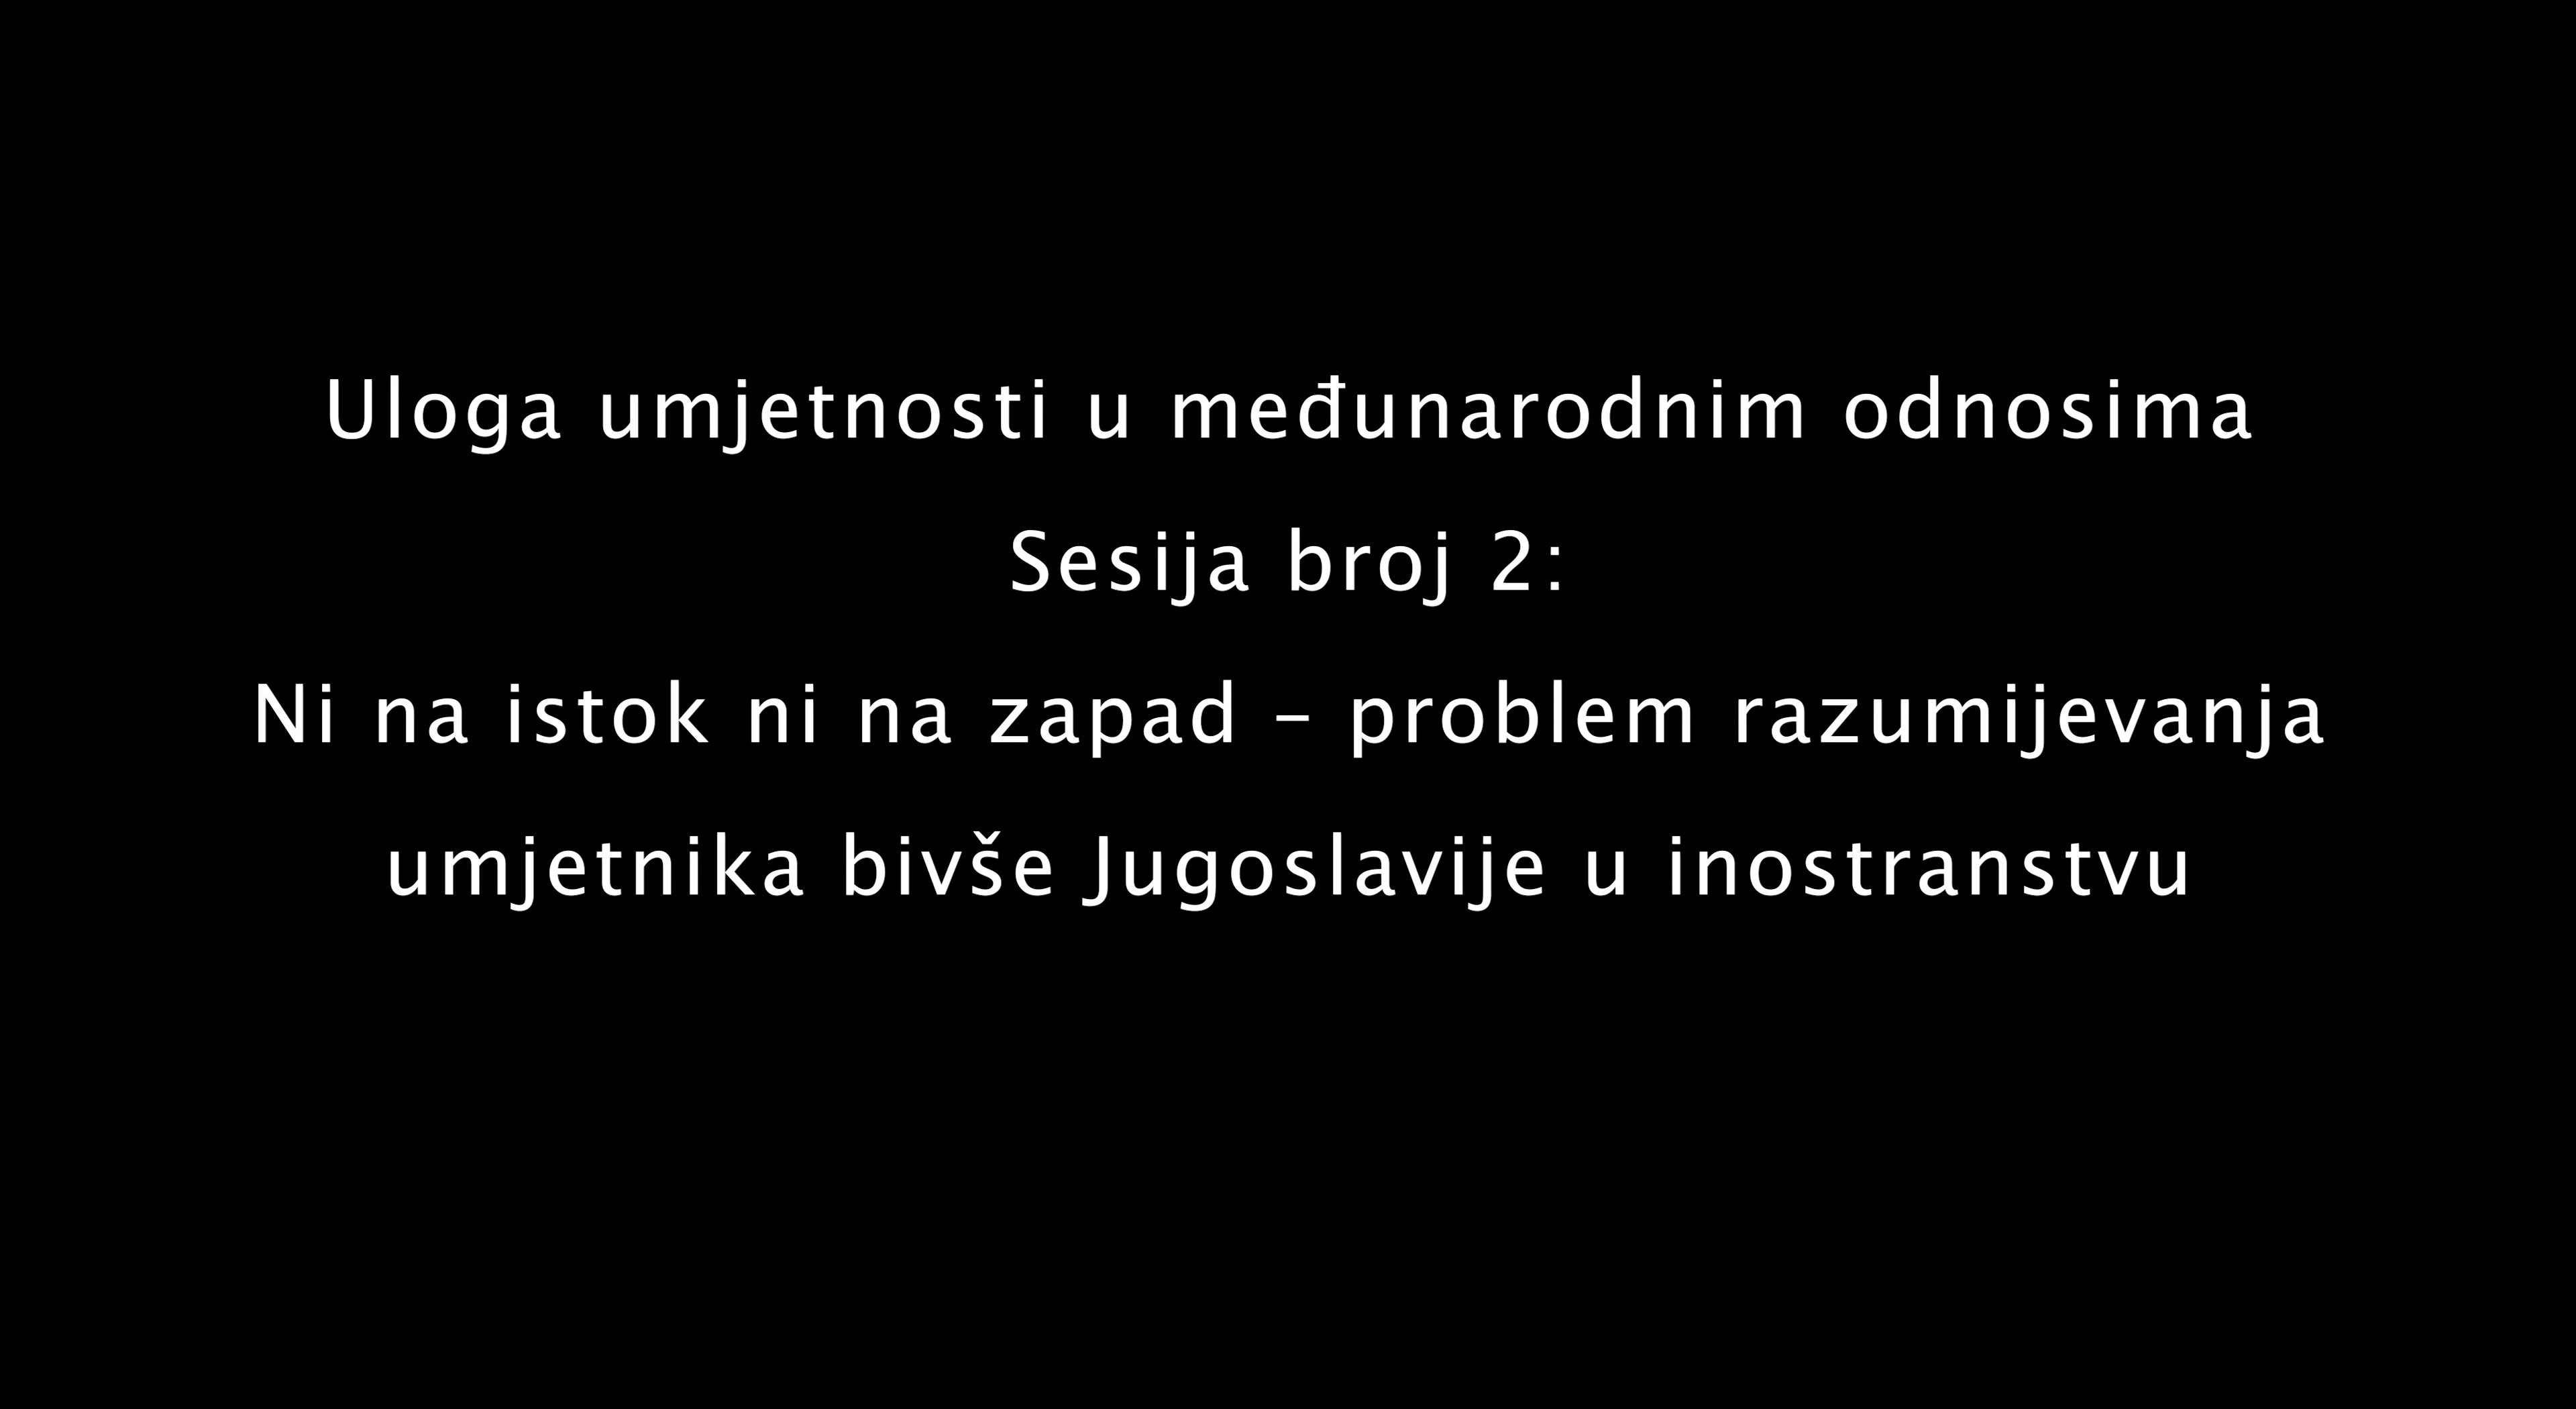 Uloga umjetnosti u međunarodnim odnosima
Sesija broj 2:
Ni na istok ni na zapad – problem razumijevanja
umjetnika bivše Jugoslavije u inostranstvu